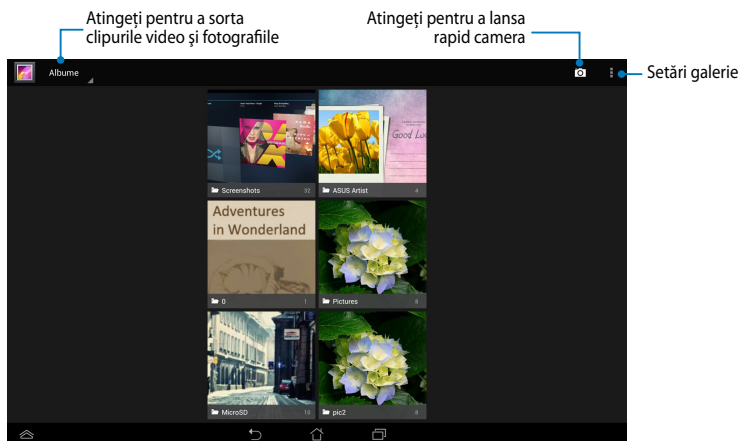 Atingeți pentru a sorta
clipurile video și fotografiile
Atingeți pentru a lansa
rapid camera
Setări galerie
Albume
Good Luc
Screenshots 32
ASUS Artist 4
Adventures
in Wonderland
0 1
Pictures 8
MicroSD 10
pic2 8